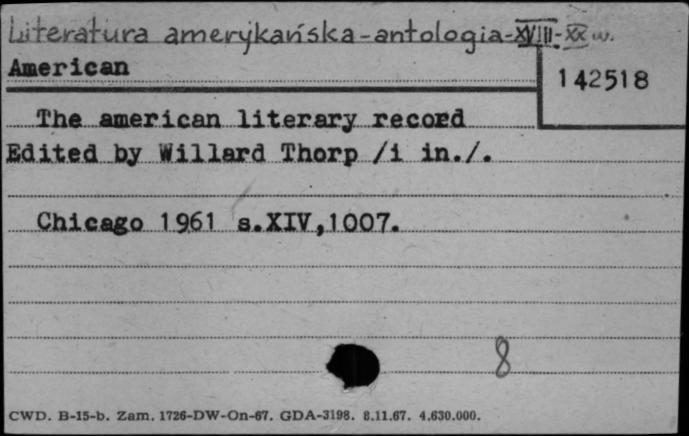 Literatura amerykańska-antologia-XVIII-XX w.
American
142518
The american literary record
Edited by Willard Thorp /i in./.
Chicago 1961 s.XIV,1007.
8
CWD. B-15-b. Zam. 1726-DW-On-67. GDA-3198. 8.11.67. 4.630.000.